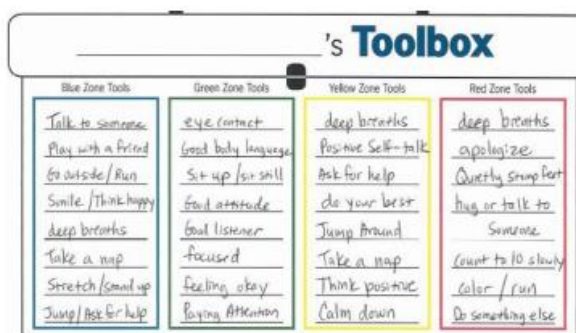 's Toolbox
Blue Zone Tools
Talk to someone
Play with a friend
Go outside/Run
Smile/Think happy
deep breaths
Take a nap
Stretch/stand up
Jump/Ask for help
Green Zone Tools
eye contact
Good body language
Sit up /sit still
Good attitude
Good listener
focused
feeling okay
Paying Attention
Yellow Zone Tools
deep breaths
Positive Self-talk
Ask for help
do your best
Jump Around
Take a nap
Think positive
Calm down
Red Zone Tools
deep breaths
apologize
Quietly stomp feet
hug or talk to
Someone
Count to 10 slowly
color / run
Do something else